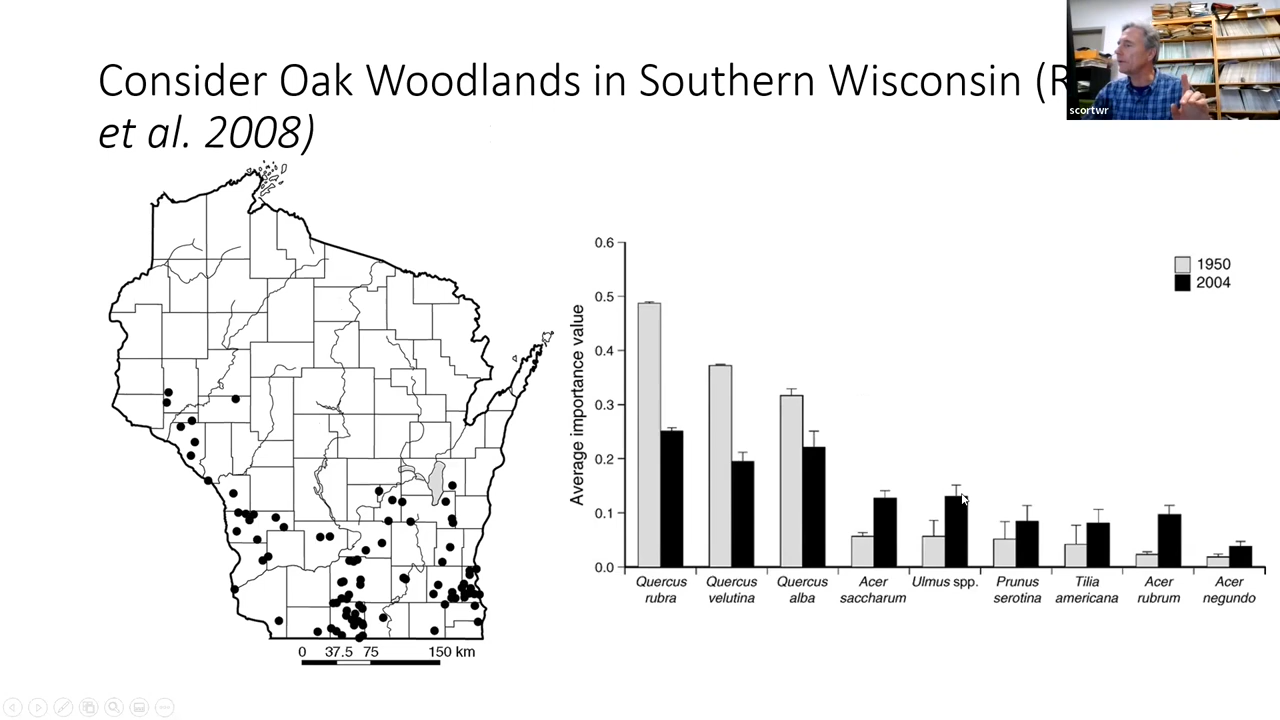 Consider Oak Woodlands in Southern Wisconsin (R
et al. 2008)
scortwr
0.6
0.5
0.4
0.3
0.2
0.1
0.0
Average importance value
1950
2004
Quercus rubra
Quercus velutina
Quercus alba
Acer saccharum
Ulmus spp.
Prunus serotina
Tilia americana
Acer rubrum
Acer negundo
0 37.5 75 150 km